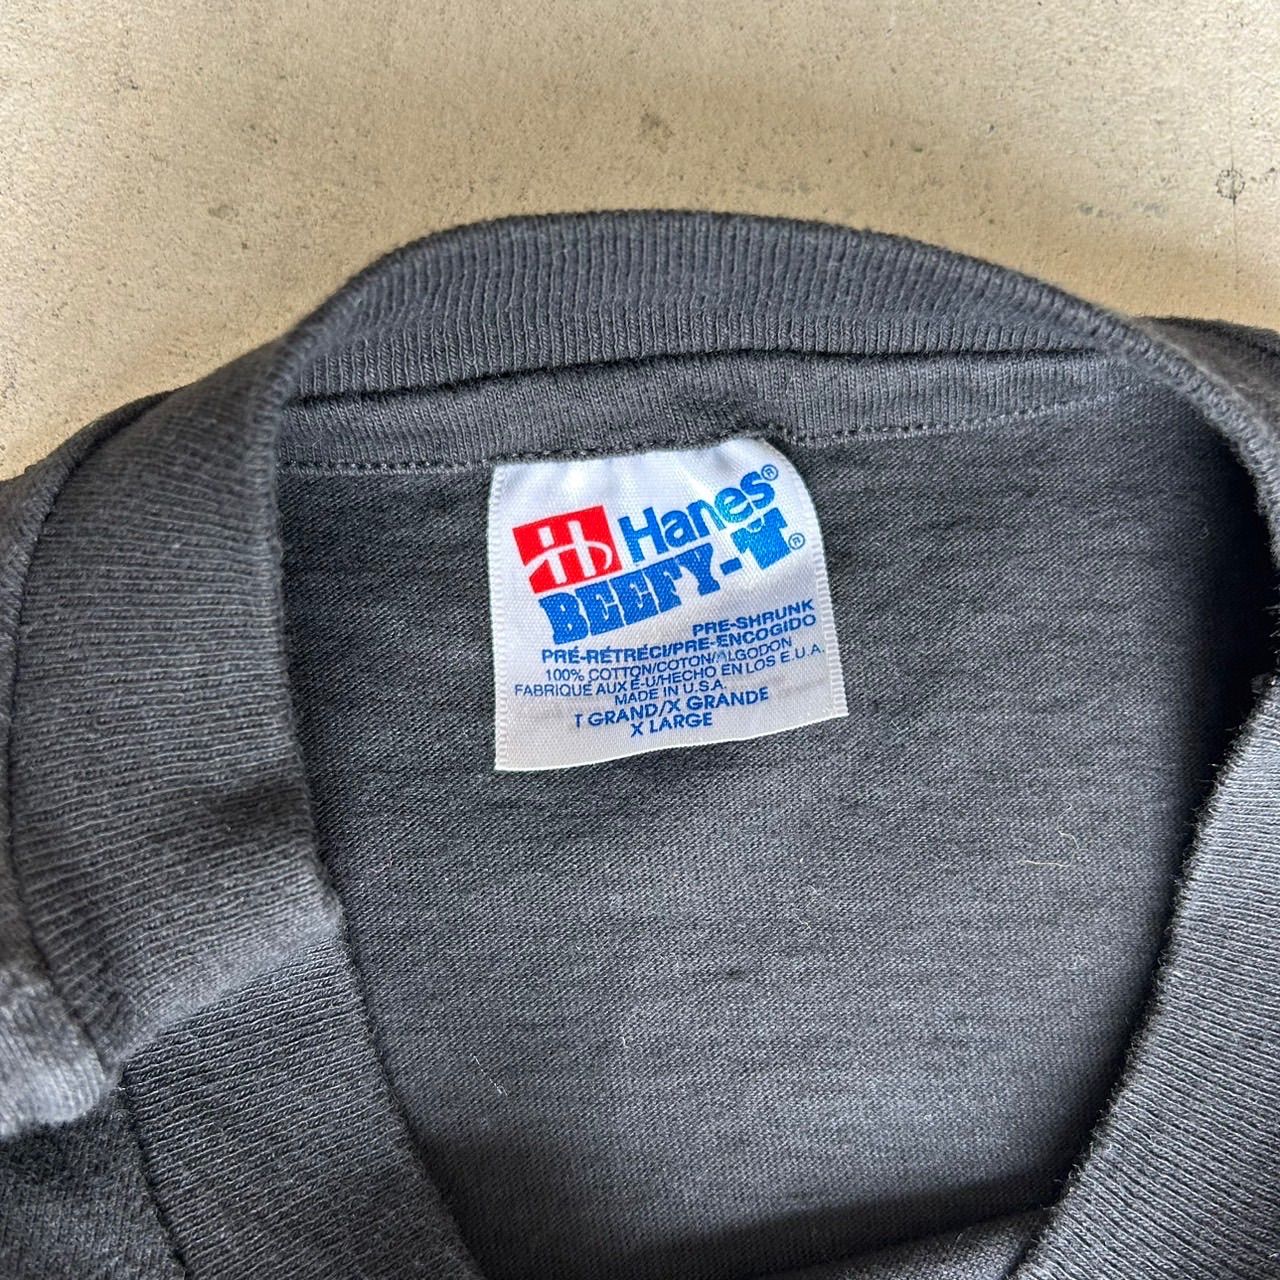 Hanes®
BEEFY-T®
PRE-SHRUNK
PRÉ-RÉTRÉCI/PRE-ENCOGIDO
100% COTTON/COTON/ALGODON
FABRIQUÉ AUX É-U/HECHO EN LOS E.U.A.
MADE IN U.S.A.
T GRAND/X GRANDE
X LARGE